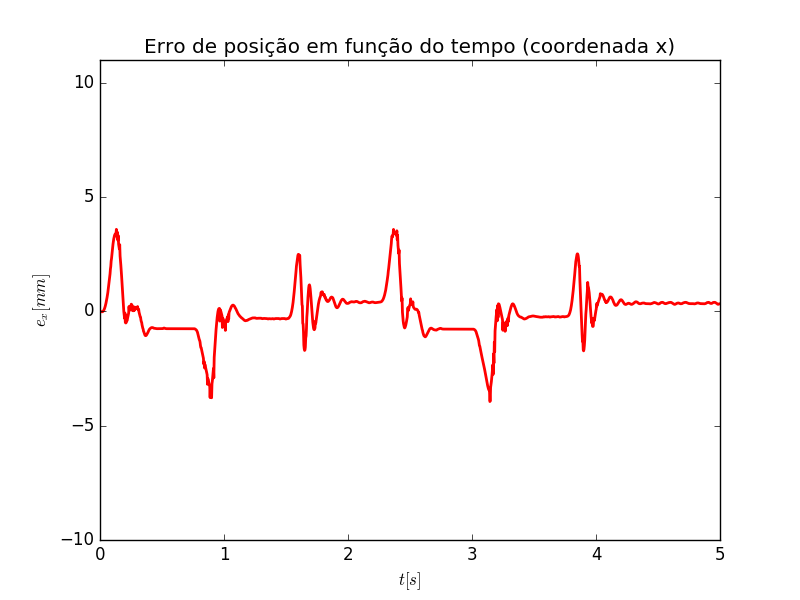 Erro de posição em função do tempo (coordenada x)
10
5
0
−5
−10
e_x[mm]
0 1 2 3 4 5
t[s]